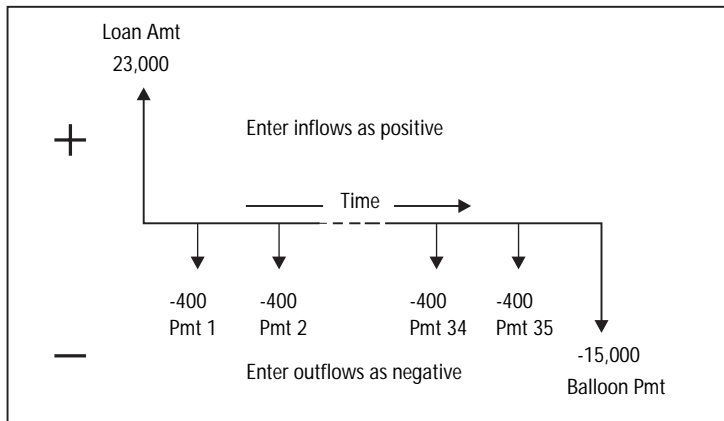 Loan Amt
23,000
+
Enter inflows as positive
Time
-400
Pmt 1
-400
Pmt 2
-400
Pmt 34
-400
Pmt 35
-15,000
Balloon Pmt
−
Enter outflows as negative